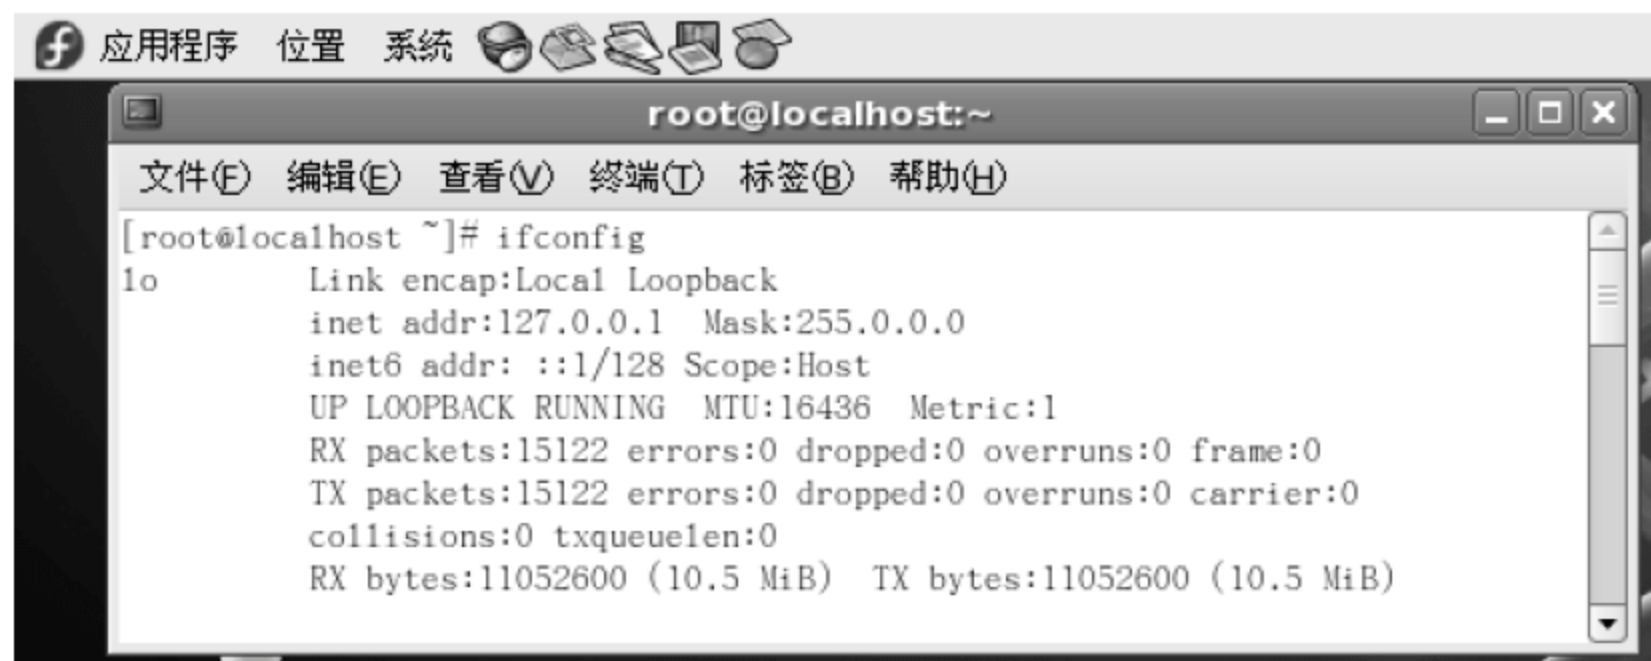 应用程序 位置 系统
root@localhost:~
文件(F) 编辑(E) 查看(V) 终端(T) 标签(B) 帮助(H)
[root@localhost ~]# ifconfig
lo Link encap:Local Loopback
inet addr:127.0.0.1 Mask:255.0.0.0
inet6 addr: ::1/128 Scope:Host
UP LOOPBACK RUNNING MTU:16436 Metric:1
RX packets:15122 errors:0 dropped:0 overruns:0 frame:0
TX packets:15122 errors:0 dropped:0 overruns:0 carrier:0
collisions:0 txqueuelen:0
RX bytes:11052600 (10.5 MiB) TX bytes:11052600 (10.5 MiB)